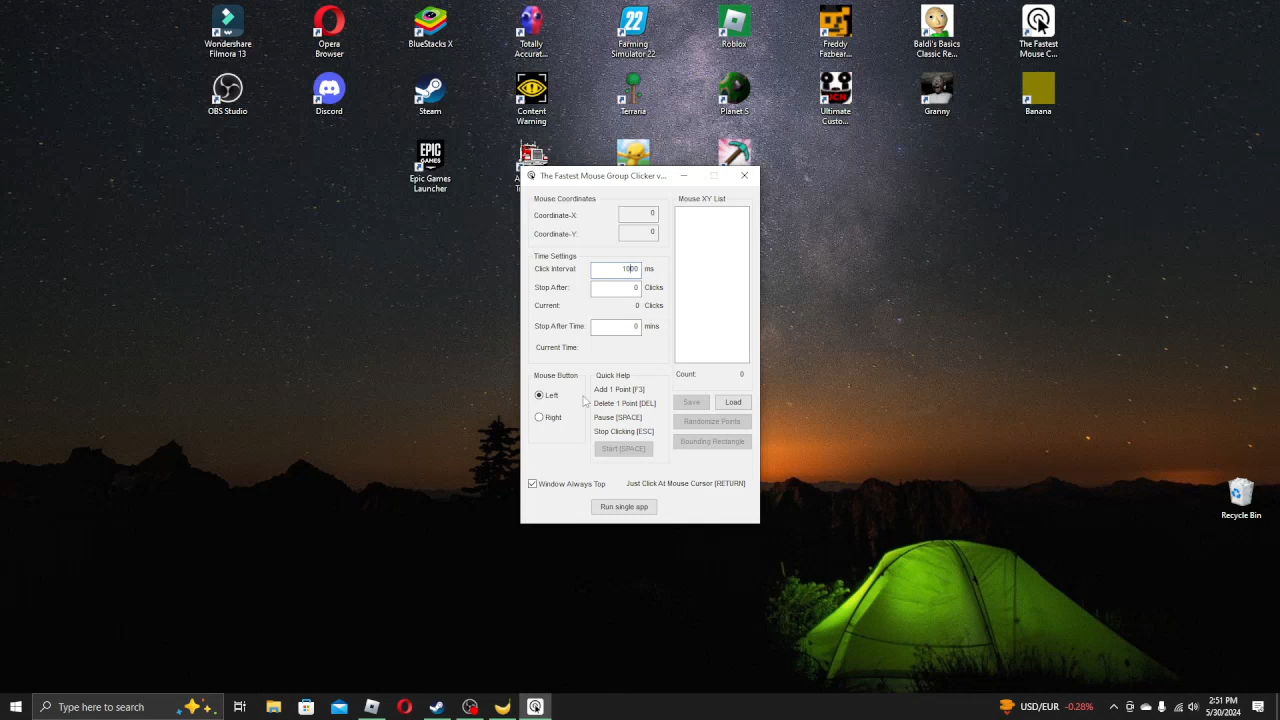 Wondershare
Filmora 13
Opera
Browser
BlueStacks X
Totally
Accurat...
22
Farming
Simulator 22
Roblox
Freddy
Fazbear...
Baldi's Basics
Classic Re...
The Fastest
Mouse C...
OBS Studio
Discord
Steam
Content
Warning
Terraria
Planet S
UCN
Ultimate
Custo...
Granny
Banana
EPIC
GAMES
Epic Games
Launcher
The Fastest Mouse Group Clicker v...
Mouse Coordinates
Coordinate-X: 0
Coordinate-Y: 0
Time Settings
Click Interval: 1000 ms
Stop After: 0 Clicks
Current: 0 Clicks
Stop After Time: 0 mins
Current Time:
Mouse XY List
Count: 0
Mouse Button
Left
Right
Quick Help
Add 1 Point [F3]
Delete 1 Point [DEL]
Pause [SPACE]
Stop Clicking [ESC]
Start [SPACE]
Save Load
Randomize Points
Bounding Rectangle
Window Always Top
Just Click At Mouse Cursor [RETURN]
Run single app
Recycle Bin
Type here to search
USD/EUR -0.28%
2:51 PM
5/30/2024